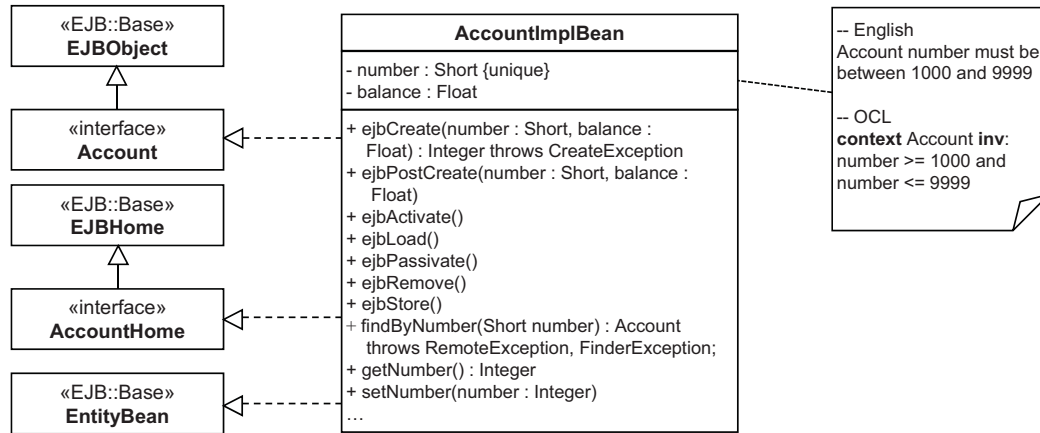 «EJB::Base»
EJBObject
«interface»
Account
«EJB::Base»
EJBHome
«interface»
AccountHome
«EJB::Base»
EntityBean
AccountImplBean
- number : Short {unique}
- balance : Float
+ ejbCreate(number : Short, balance :
Float) : Integer throws CreateException
+ ejbPostCreate(number : Short, balance :
Float)
+ ejbActivate()
+ ejbLoad()
+ ejbPassivate()
+ ejbRemove()
+ ejbStore()
+ findByNumber(Short number) : Account
throws RemoteException, FinderException;
+ getNumber() : Integer
+ setNumber(number : Integer)
…
-- English
Account number must be
between 1000 and 9999
-- OCL
context Account inv:
number >= 1000 and
number <= 9999